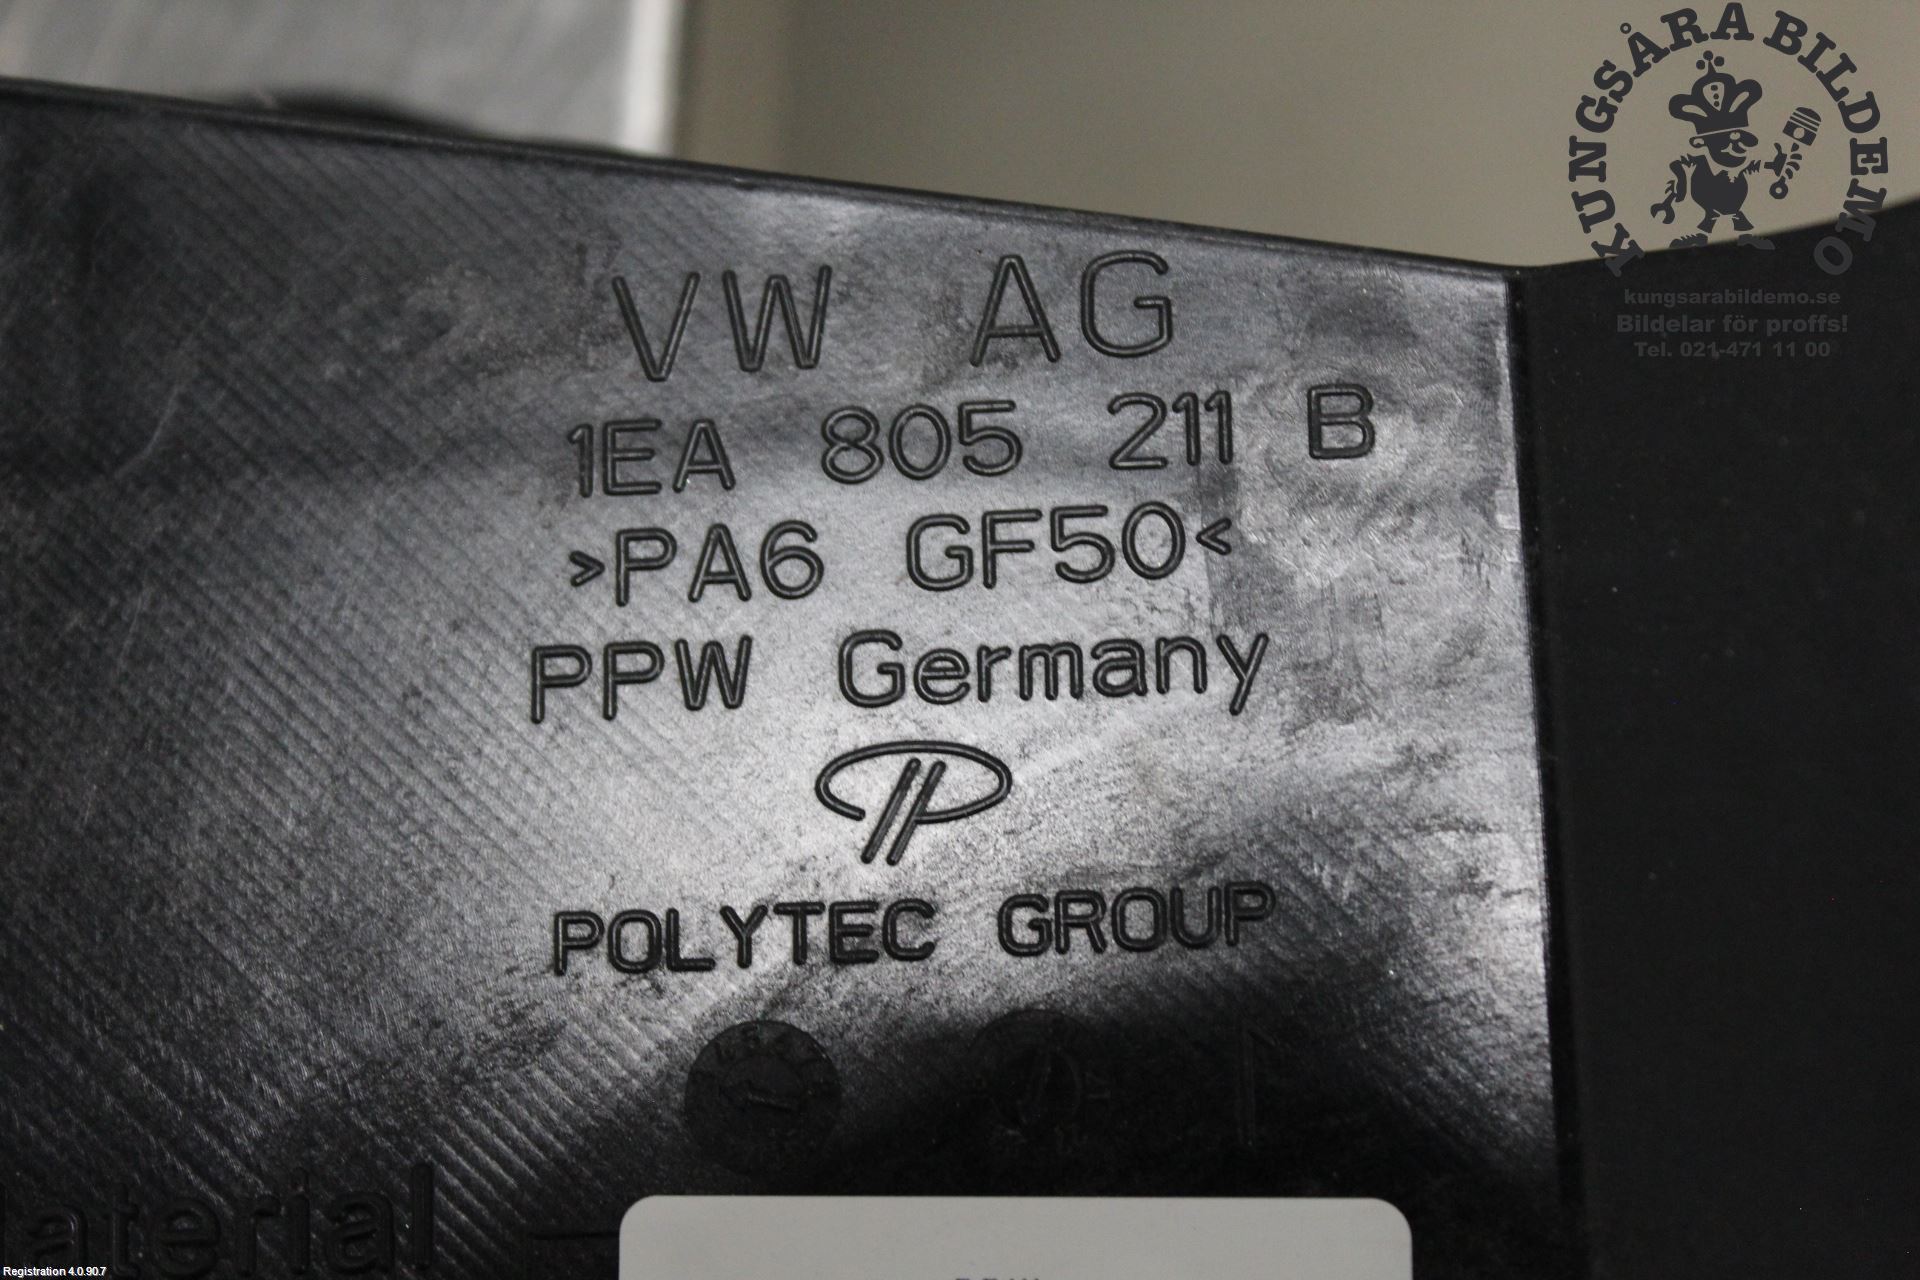 KUNGSÅRA BILDEMO
kungsarabildemo.se
Bildelar för proffs!
Tel. 021-471 11 00
VW AG
1EA 805 211 B
>PA6 GF50<
PPW Germany
POLYTEC GROUP
1
Registration 4.0.90.7